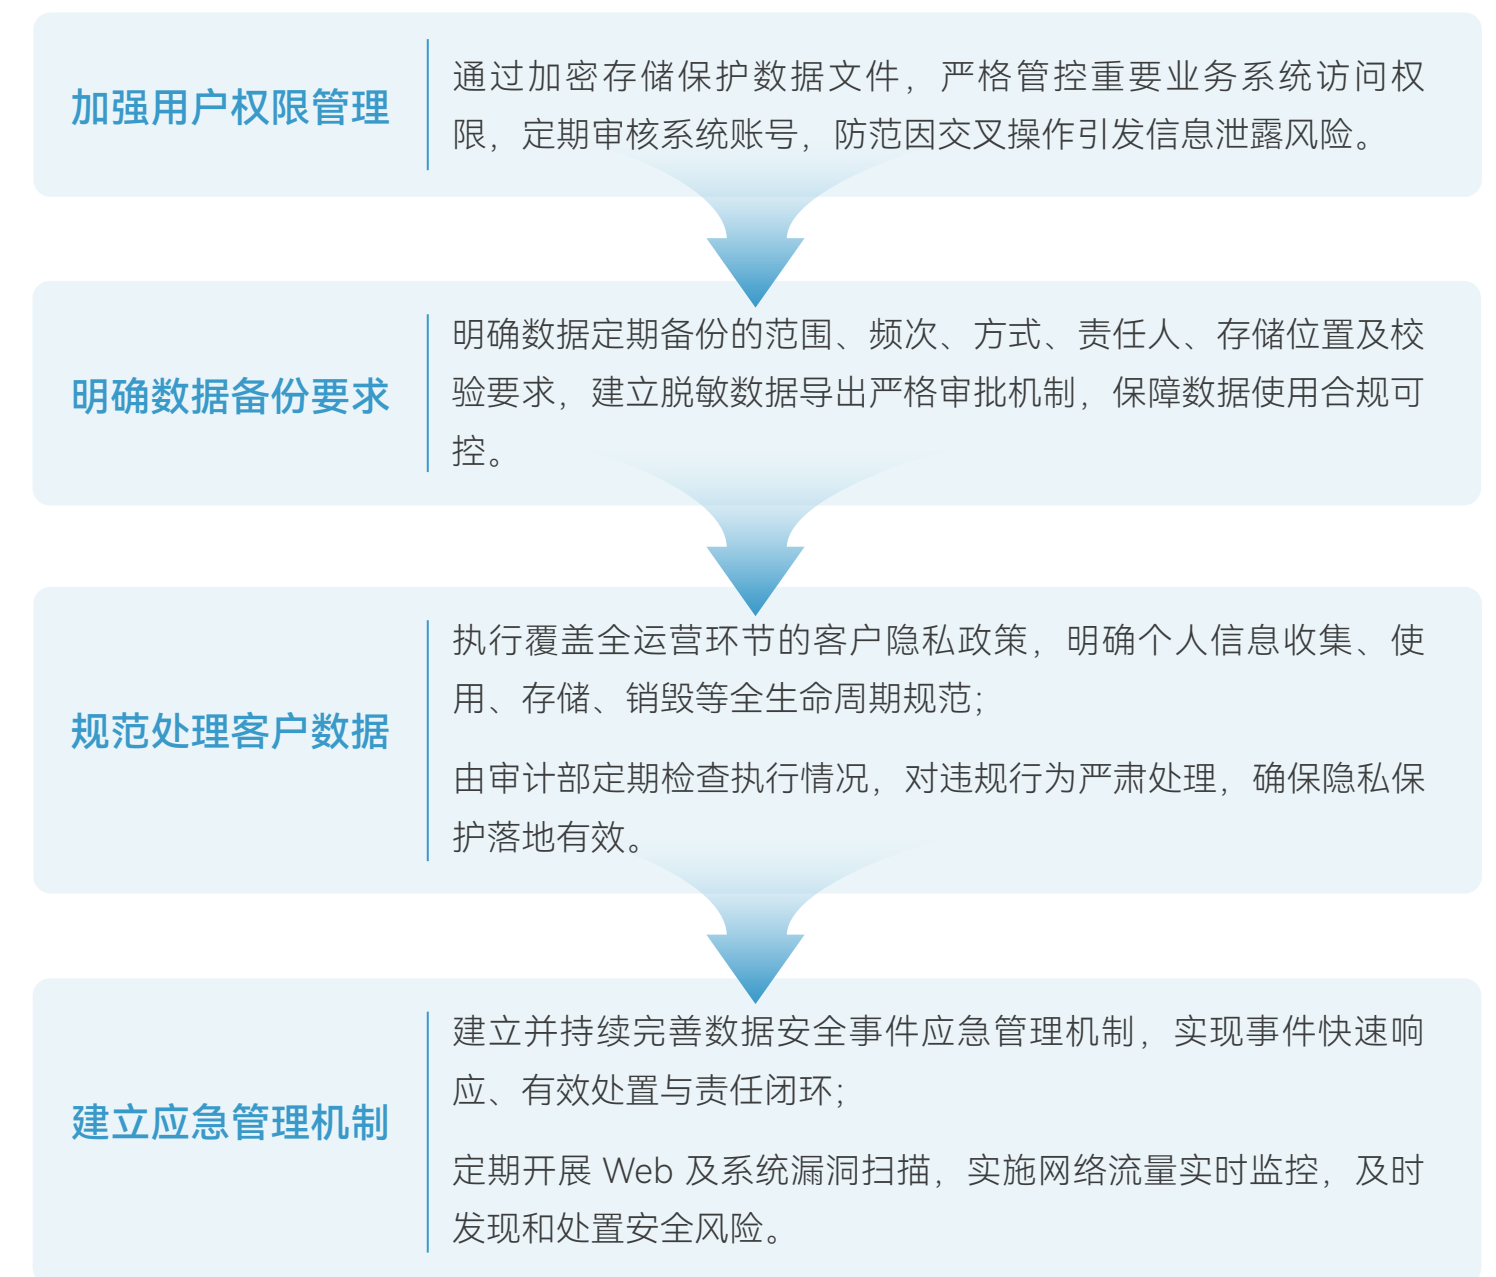 加强用户权限管理
通过加密存储保护数据文件，严格管控重要业务系统访问权
限，定期审核系统账号，防范因交叉操作引发信息泄露风险。
明确数据备份要求
明确数据定期备份的范围、频次、方式、责任人、存储位置及校
验要求，建立脱敏数据导出严格审批机制，保障数据使用合规可
控。
规范处理客户数据
执行覆盖全运营环节的客户隐私政策，明确个人信息收集、使
用、存储、销毁等全生命周期规范；
由审计部定期检查执行情况，对违规行为严肃处理，确保隐私保
护落地有效。
建立应急管理机制
建立并持续完善数据安全事件应急管理机制，实现事件快速响
应、有效处置与责任闭环；
定期开展 Web 及系统漏洞扫描，实施网络流量实时监控，及时
发现和处置安全风险。